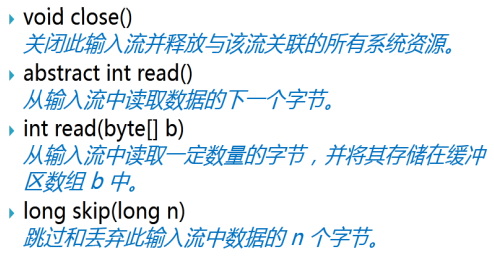 void close()
关闭此输入流并释放与该流关联的所有系统资源。
abstract int read()
从输入流中读取数据的下一个字节。
int read(byte[] b)
从输入流中读取一定数量的字节，并将其存储在缓冲
区数组 b 中。
long skip(long n)
跳过和丢弃此输入流中数据的 n 个字节。